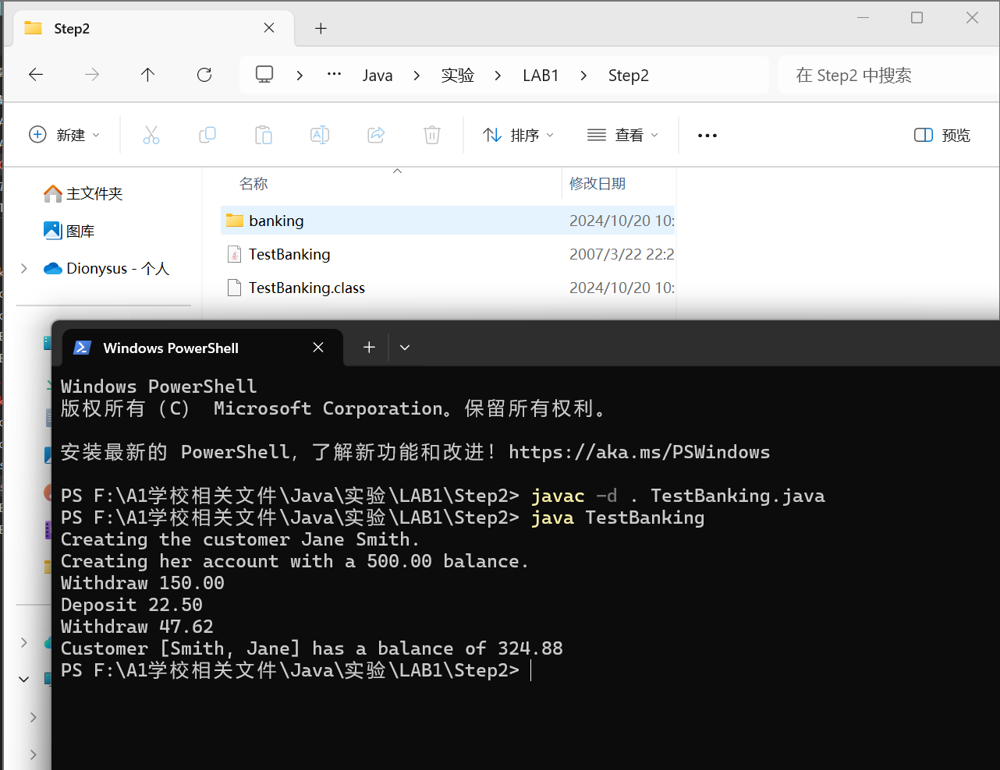 Step2
Java > 实验 > LAB1 > Step2
在 Step2 中搜索
新建
排序
查看
预览
名称
修改日期
主文件夹
图库
Dionysus - 个人
banking 2024/10/20 10:
TestBanking 2007/3/22 22:2
TestBanking.class 2024/10/20 10:
Windows PowerShell
Windows PowerShell
版权所有 (C) Microsoft Corporation。保留所有权利。
安装最新的 PowerShell,了解新功能和改进!https://aka.ms/PSWindows
PS F:\A1学校相关文件\Java\实验\LAB1\Step2> javac -d . TestBanking.java
PS F:\A1学校相关文件\Java\实验\LAB1\Step2> java TestBanking
Creating the customer Jane Smith.
Creating her account with a 500.00 balance.
Withdraw 150.00
Deposit 22.50
Withdraw 47.62
Customer [Smith, Jane] has a balance of 324.88
PS F:\A1学校相关文件\Java\实验\LAB1\Step2>